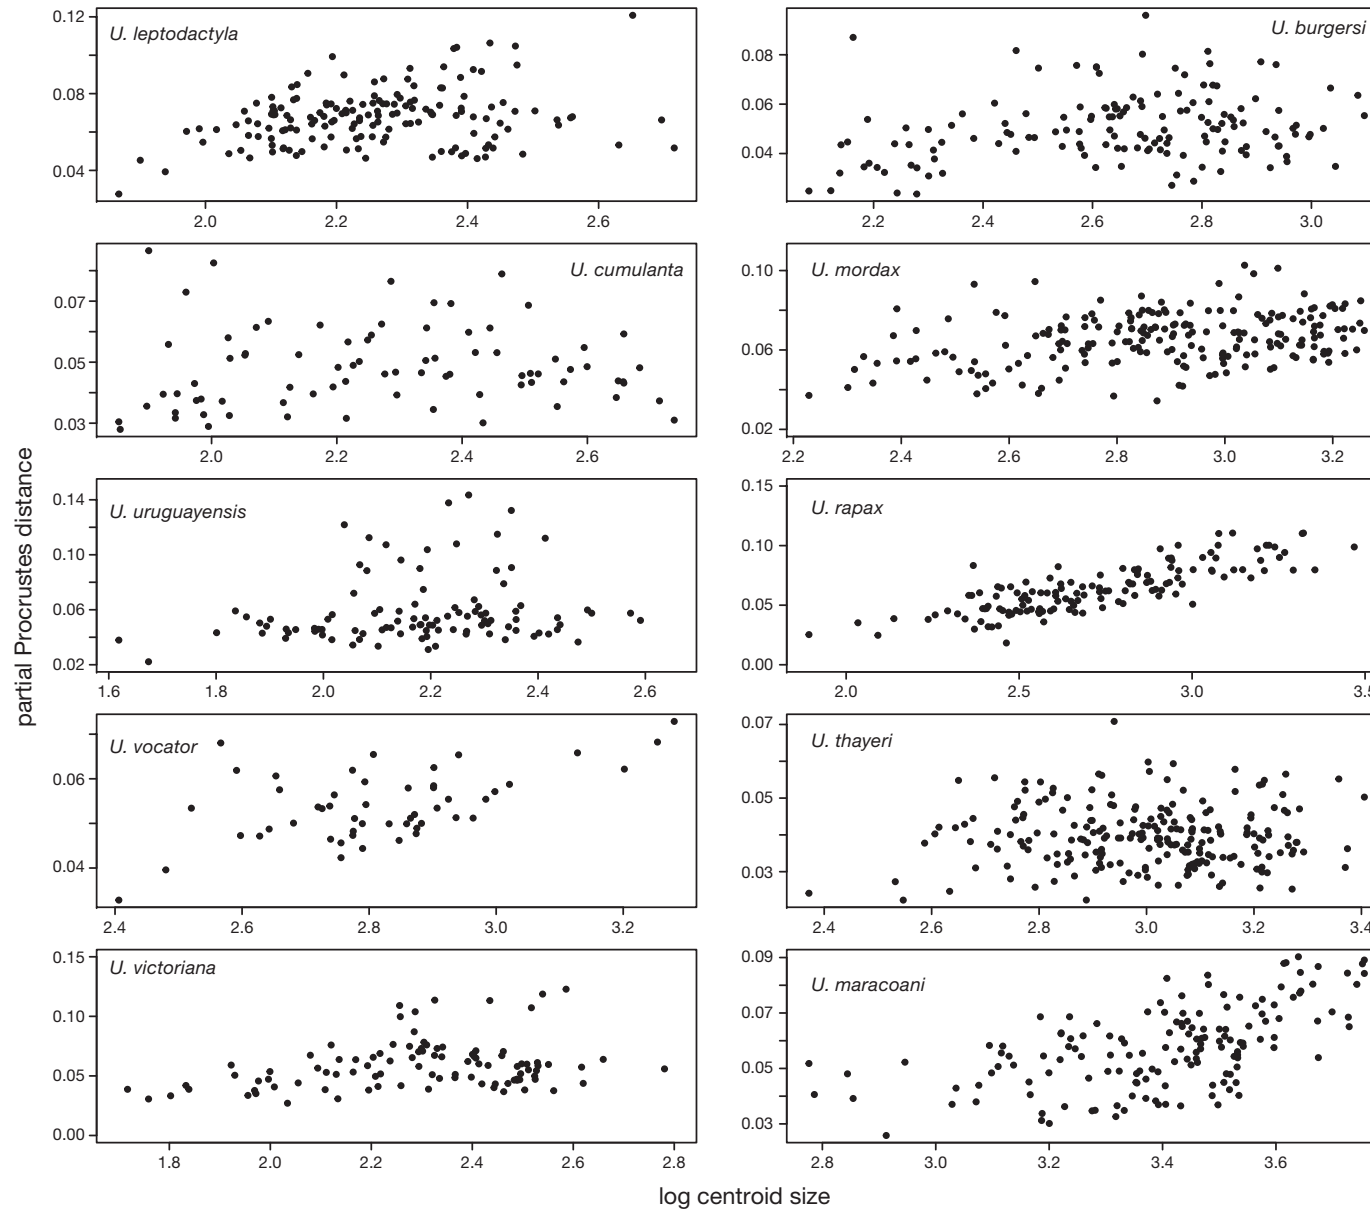 U. leptodactyla
0.12
0.08
0.04
2.0 2.2 2.4 2.6
U. burgersi
0.08
0.06
0.04
2.2 2.4 2.6 2.8 3.0
U. cumulanta
0.07
0.05
0.03
2.0 2.2 2.4 2.6
U. mordax
0.10
0.06
0.02
2.2 2.4 2.6 2.8 3.0 3.2
U. uruguayensis
0.14
0.10
0.06
0.02
1.6 1.8 2.0 2.2 2.4 2.6
U. rapax
0.15
0.10
0.05
0.00
2.0 2.5 3.0 3.5
U. vocator
0.06
0.04
2.4 2.6 2.8 3.0 3.2
U. thayeri
0.07
0.05
0.03
2.4 2.6 2.8 3.0 3.2 3.4
U. victoriana
0.15
0.10
0.05
0.00
1.8 2.0 2.2 2.4 2.6 2.8
U. maracoani
0.09
0.07
0.05
0.03
2.8 3.0 3.2 3.4 3.6
partial Procrustes distance
log centroid size